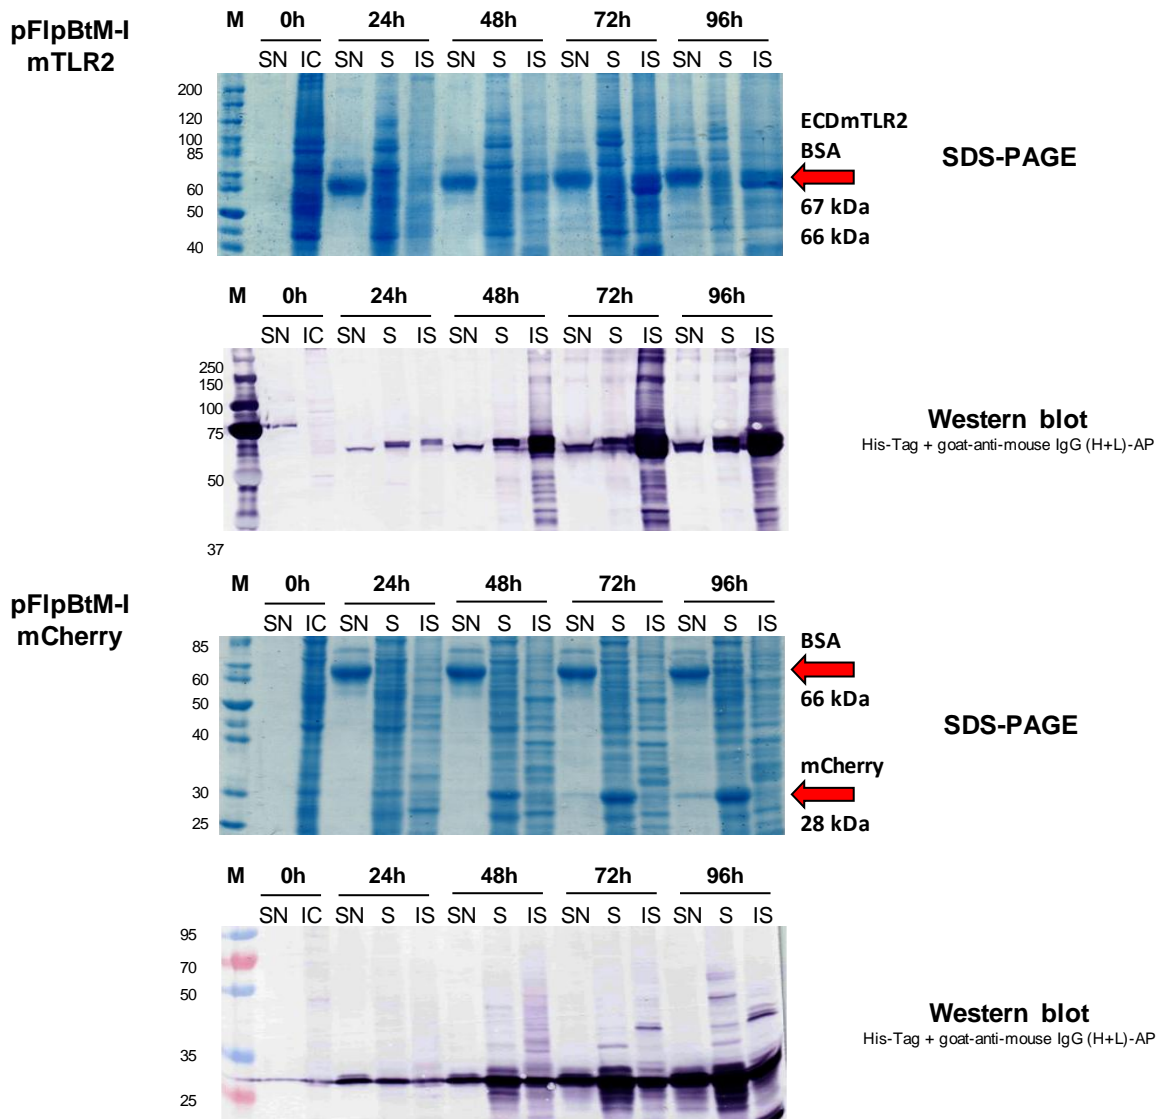 pFlpBtM-I
mTLR2
M 0h 24h 48h 72h 96h
SN IC SN S IS SN S IS SN S IS SN S IS
200
120
100
85
60
50
40
ECDmTLR2
BSA
67 kDa
66 kDa
SDS-PAGE
M 0h 24h 48h 72h 96h
SN IC SN S IS SN S IS SN S IS SN S IS
250
150
100
75
50
37
Western blot
His-Tag + goat-anti-mouse IgG (H+L)-AP
pFlpBtM-I
mCherry
M 0h 24h 48h 72h 96h
SN IC SN S IS SN S IS SN S IS SN S IS
85
60
50
40
30
25
BSA
66 kDa
mCherry
28 kDa
SDS-PAGE
M 0h 24h 48h 72h 96h
SN IC SN S IS SN S IS SN S IS SN S IS
95
70
50
35
25
Western blot
His-Tag + goat-anti-mouse IgG (H+L)-AP